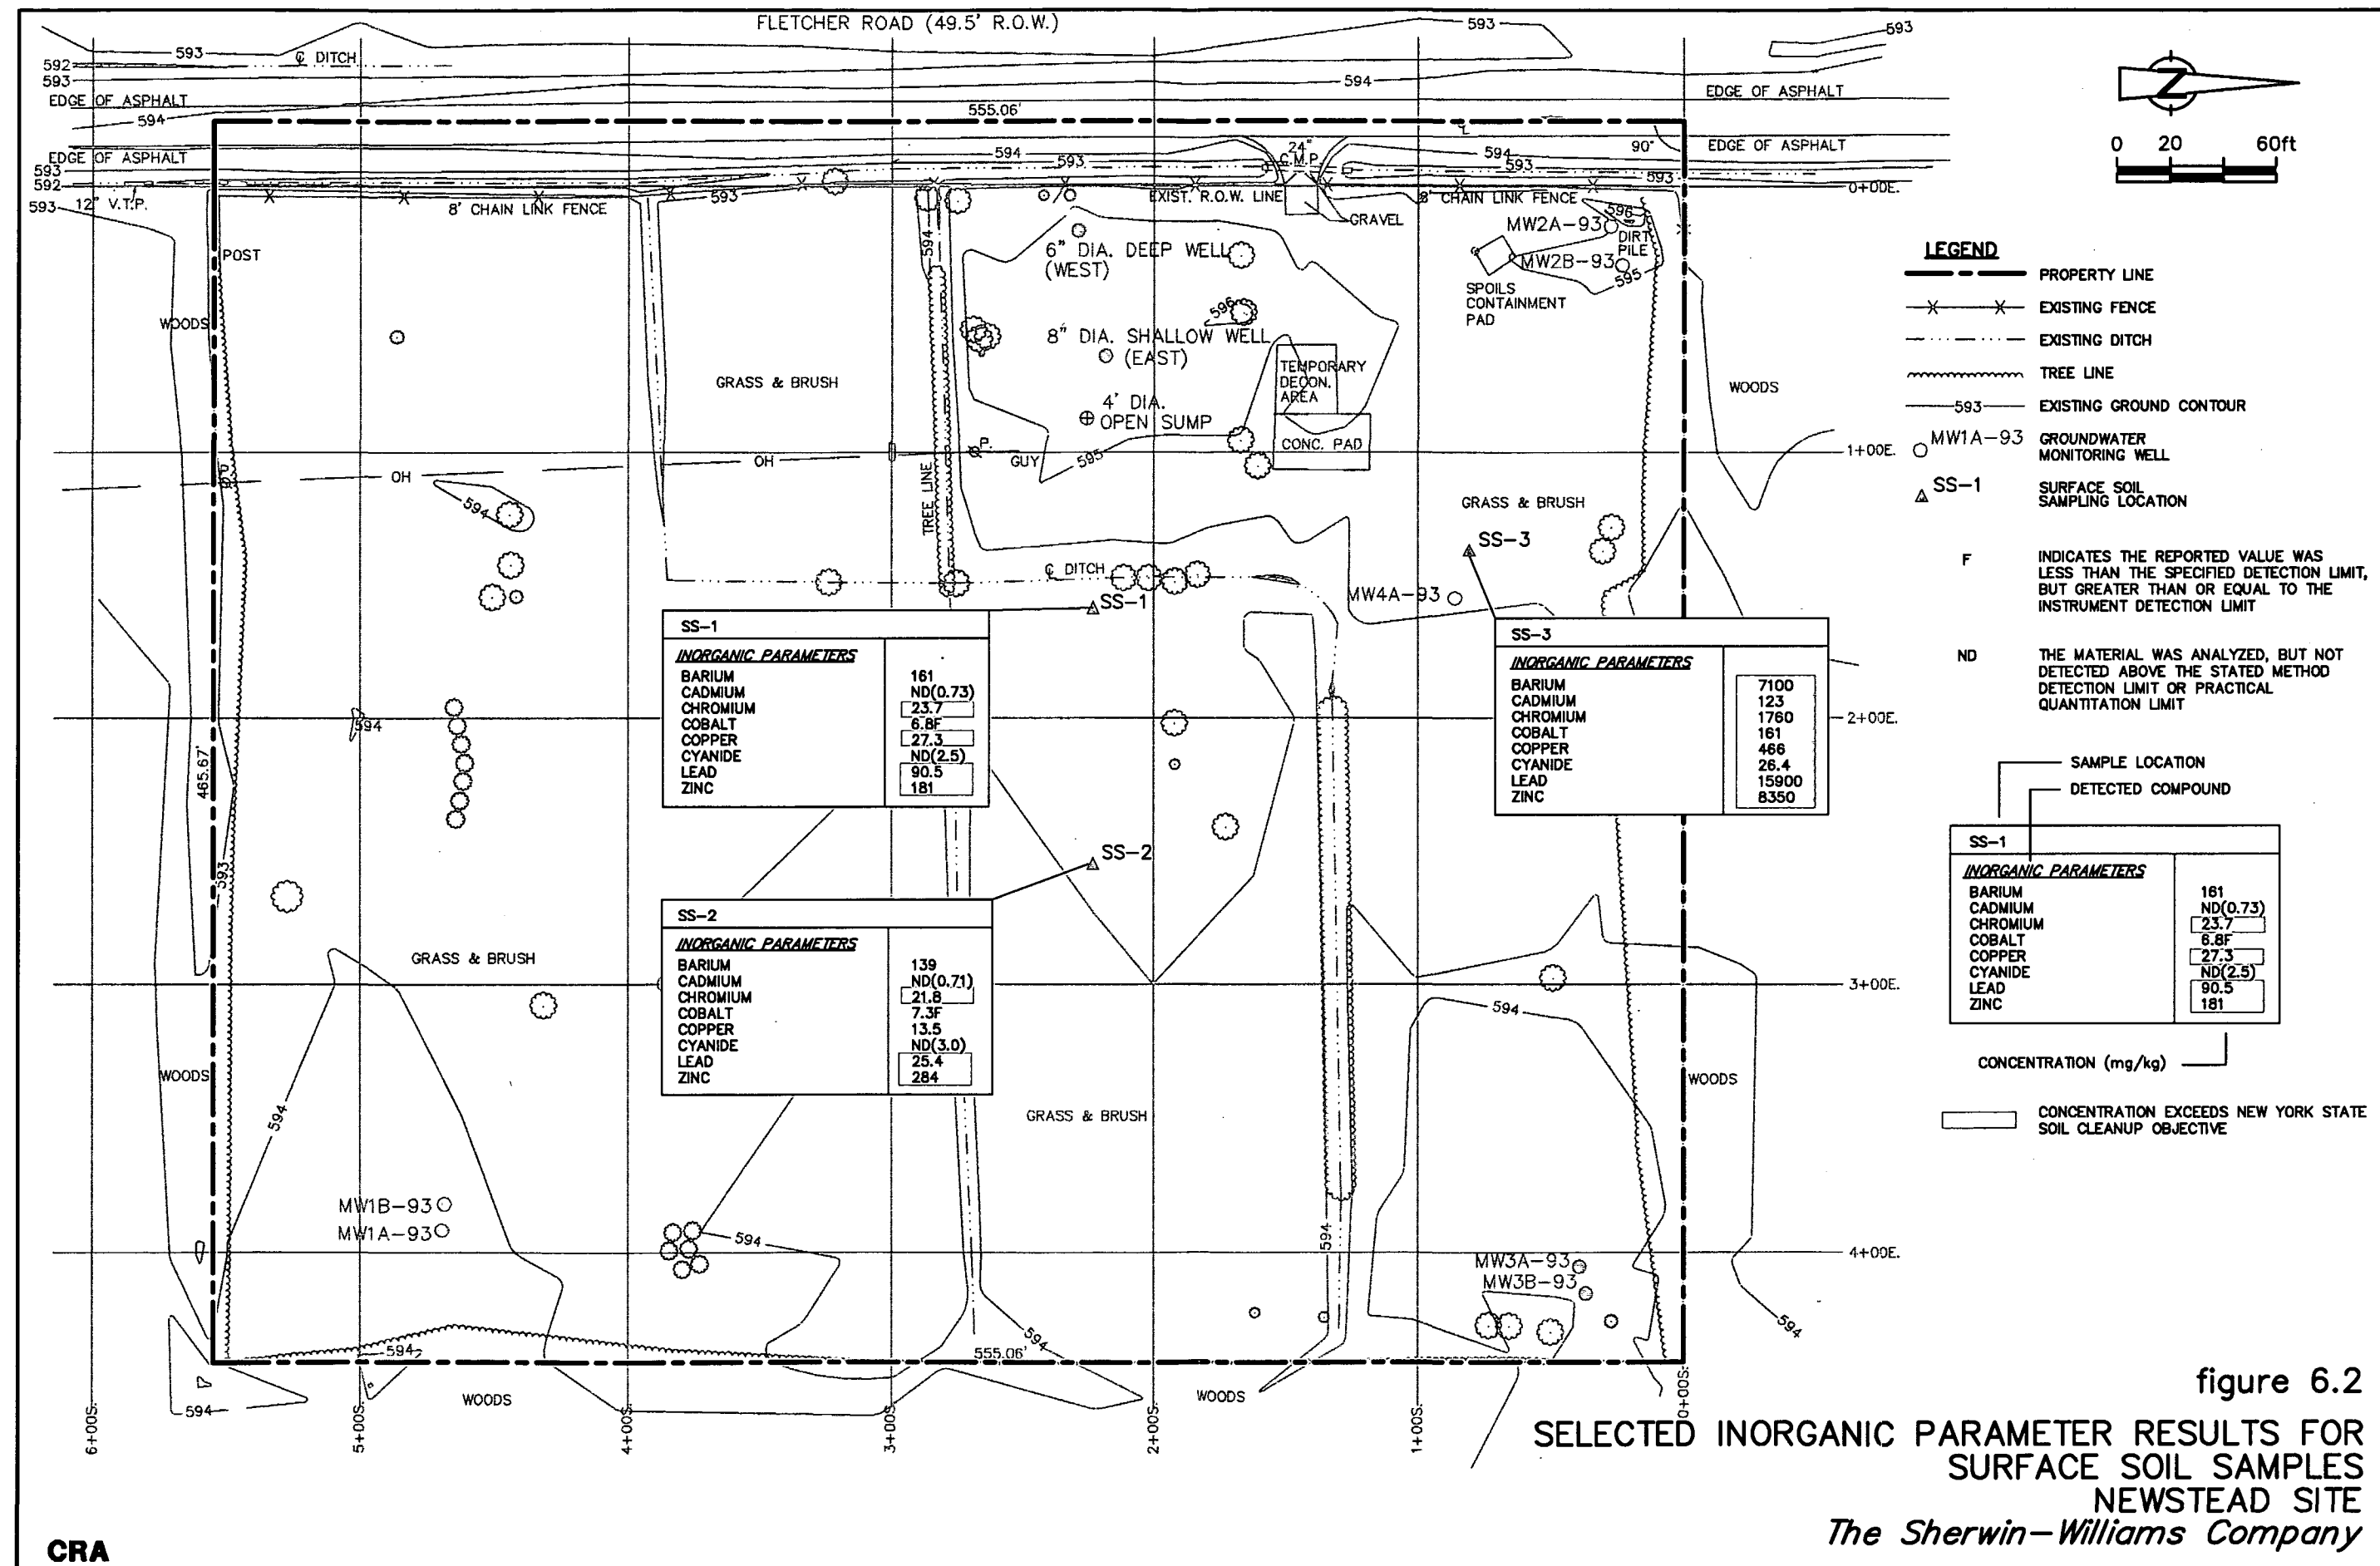 FLETCHER ROAD (49.5' R.O.W.)
593
593
593
592
593
℄ DITCH
594
EDGE OF ASPHALT
EDGE OF ASPHALT
594
555.06'
EDGE OF ASPHALT
EDGE OF ASPHALT
90°
593
592
593
594
593
24"
C.M.P.
594
593
593
0+00E.
12" V.T.P.
8' CHAIN LINK FENCE
593
EXIST. R.O.W. LINE
8' CHAIN LINK FENCE
GRAVEL
POST
594
6" DIA. DEEP WELL
(WEST)
MW2A-93
596
DIRT
PILE
MW2B-93
595
SPOILS
CONTAINMENT
PAD
WOODS
596
8" DIA. SHALLOW WELL
(EAST)
GRASS & BRUSH
TEMPORARY
DECON.
AREA
WOODS
4' DIA.
OPEN SUMP
CONC. PAD
P.
GUY
595
OH
OH
P.
1+00E.
TREE LINE
594
GRASS & BRUSH
SS-3
℄ DITCH
MW4A-93
SS-1
SS-1
INORGANIC PARAMETERS
BARIUM 161
CADMIUM ND(0.73)
CHROMIUM 23.7
COBALT 6.8F
COPPER 27.3
CYANIDE ND(2.5)
LEAD 90.5
ZINC 181
SS-3
INORGANIC PARAMETERS
BARIUM 7100
CADMIUM 123
CHROMIUM 1760
COBALT 161
COPPER 466
CYANIDE 26.4
LEAD 15900
ZINC 8350
594
2+00E.
465.67'
593
SS-2
SS-2
INORGANIC PARAMETERS
BARIUM 139
CADMIUM ND(0.71)
CHROMIUM 21.8
COBALT 7.3F
COPPER 13.5
CYANIDE ND(3.0)
LEAD 25.4
ZINC 284
GRASS & BRUSH
3+00E.
594
WOODS
594
GRASS & BRUSH
WOODS
MW1B-93
MW1A-93
594
594
4+00E.
MW3A-93
MW3B-93
594
594
594
555.06'
594
WOODS
WOODS
6+00S.
5+00S.
4+00S.
3+00S.
2+00S.
1+00S.
0+00S.
Z
0 20 60ft
LEGEND
PROPERTY LINE
EXISTING FENCE
EXISTING DITCH
TREE LINE
593 EXISTING GROUND CONTOUR
MW1A-93 GROUNDWATER
MONITORING WELL
SS-1 SURFACE SOIL
SAMPLING LOCATION
F INDICATES THE REPORTED VALUE WAS
LESS THAN THE SPECIFIED DETECTION LIMIT,
BUT GREATER THAN OR EQUAL TO THE
INSTRUMENT DETECTION LIMIT
ND THE MATERIAL WAS ANALYZED, BUT NOT
DETECTED ABOVE THE STATED METHOD
DETECTION LIMIT OR PRACTICAL
QUANTITATION LIMIT
SAMPLE LOCATION
DETECTED COMPOUND
SS-1
INORGANIC PARAMETERS
BARIUM 161
CADMIUM ND(0.73)
CHROMIUM 23.7
COBALT 6.8F
COPPER 27.3
CYANIDE ND(2.5)
LEAD 90.5
ZINC 181
CONCENTRATION (mg/kg)
CONCENTRATION EXCEEDS NEW YORK STATE
SOIL CLEANUP OBJECTIVE
figure 6.2
SELECTED INORGANIC PARAMETER RESULTS FOR
SURFACE SOIL SAMPLES
NEWSTEAD SITE
The Sherwin-Williams Company
CRA